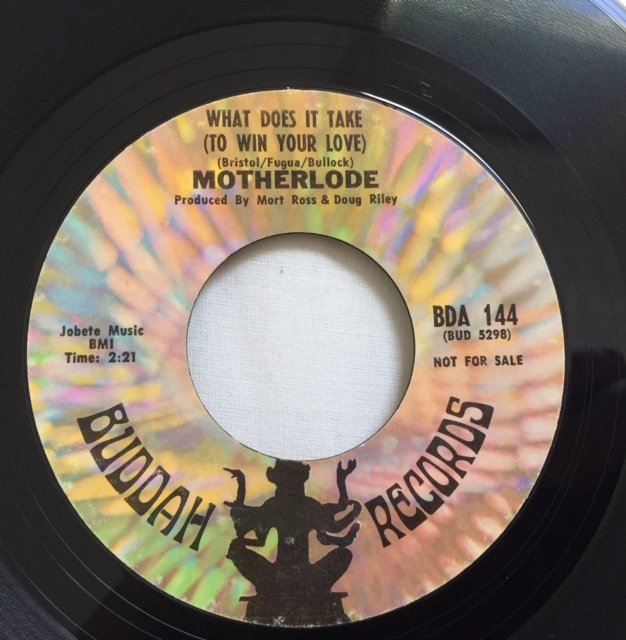 WHAT DOES IT TAKE
(TO WIN YOUR LOVE)
(Bristol/Fugua/Bullock)
MOTHERLODE
Produced By Mort Ross & Doug Riley
Jobete Music
BMI
Time: 2:21
BDA 144
(BUD 5298)
NOT FOR SALE
BUDDAH RECORDS